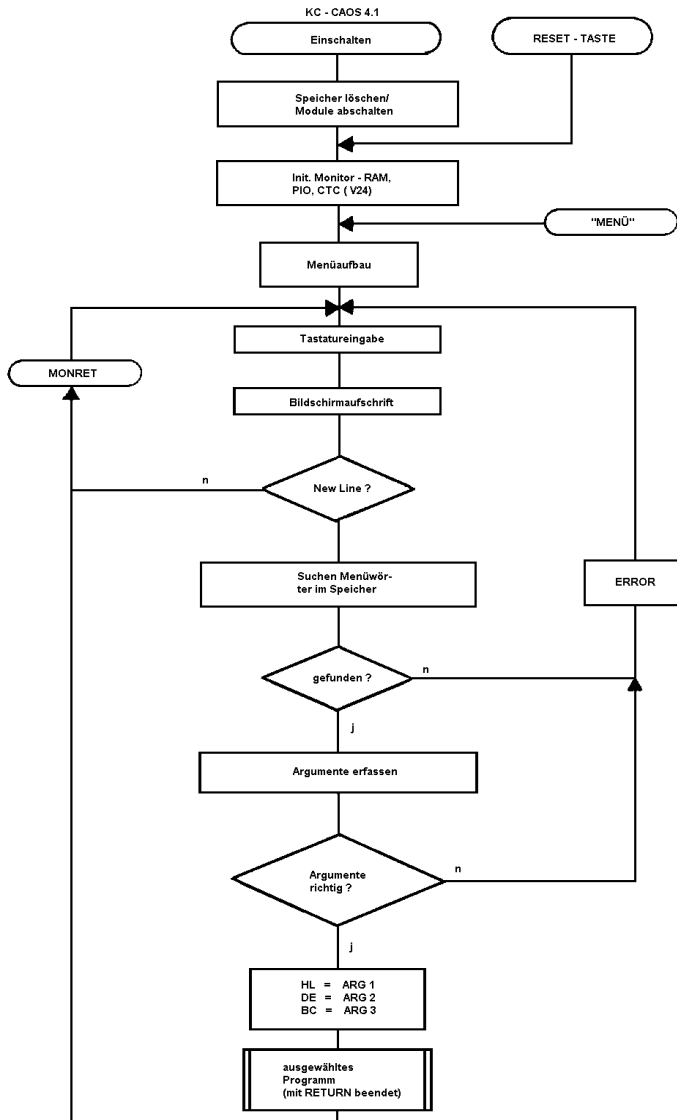 KC - CAOS 4.1
Einschalten
RESET - TASTE
Speicher löschen/
Module abschalten
Init. Monitor - RAM,
PIO, CTC ( V24)
"MENÜ"
Menüaufbau
Tastatureingabe
MONRET
Bildschirmaufschrift
n
New Line ?
Suchen Menüwör-
ter im Speicher
ERROR
gefunden ?
n
j
Argumente erfassen
Argumente
richtig ?
n
j
HL = ARG 1
DE = ARG 2
BC = ARG 3
ausgewähltes
Programm
(mit RETURN beendet)